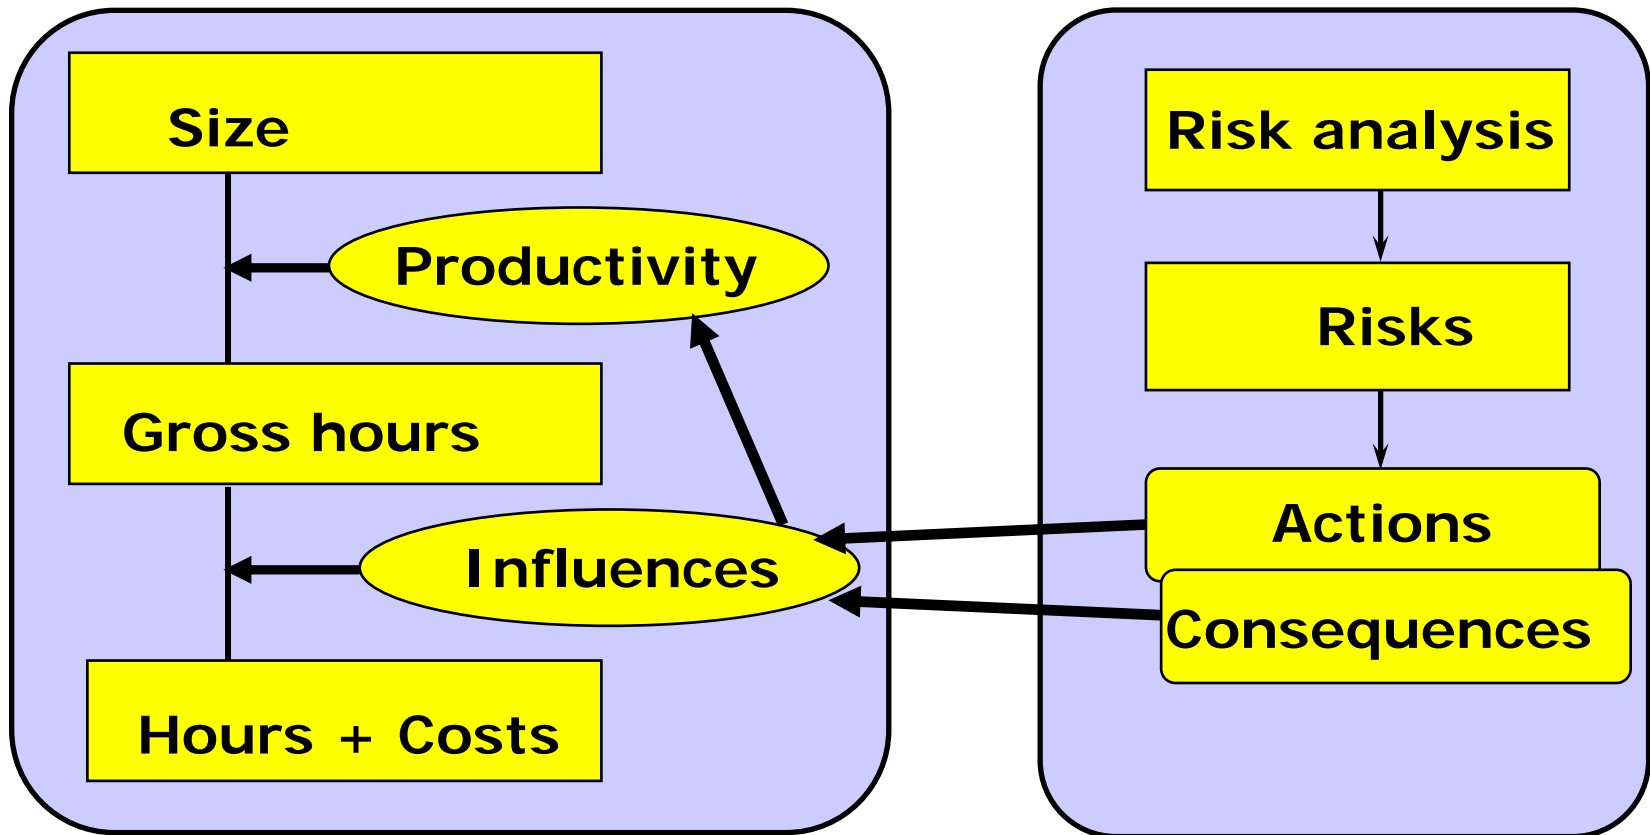 Size
Productivity
Gross hours
Influences
Hours + Costs
Risk analysis
Risks
Actions
Consequences